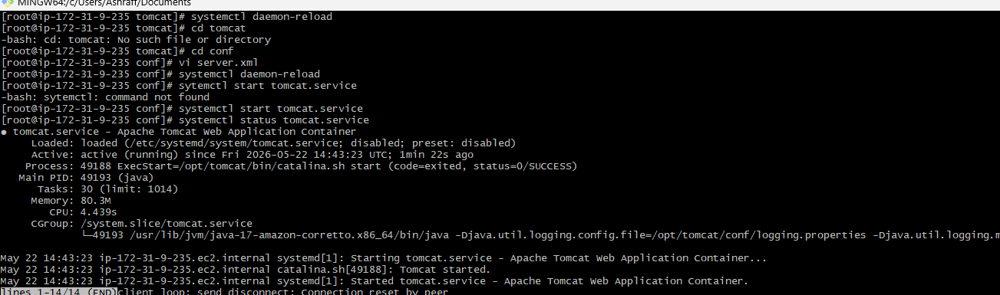 MINGW64:/c/Users/Ashraff/Documents
[root@ip-172-31-9-235 tomcat]# systemctl daemon-reload
[root@ip-172-31-9-235 tomcat]# cd tomcat
-bash: cd: tomcat: No such file or directory
[root@ip-172-31-9-235 tomcat]# cd conf
[root@ip-172-31-9-235 conf]# vi server.xml
[root@ip-172-31-9-235 conf]# systemctl daemon-reload
[root@ip-172-31-9-235 conf]# sytemctl start tomcat.service
-bash: sytemctl: command not found
[root@ip-172-31-9-235 conf]# systemctl start tomcat.service
[root@ip-172-31-9-235 conf]# systemctl status tomcat.service
● tomcat.service - Apache Tomcat Web Application Container
Loaded: loaded (/etc/systemd/system/tomcat.service; disabled; preset: disabled)
Active: active (running) since Fri 2026-05-22 14:43:23 UTC; 1min 22s ago
Process: 49188 ExecStart=/opt/tomcat/bin/catalina.sh start (code=exited, status=0/SUCCESS)
Main PID: 49193 (java)
Tasks: 30 (limit: 1014)
Memory: 80.3M
CPU: 4.439s
CGroup: /system.slice/tomcat.service
└─49193 /usr/lib/jvm/java-17-amazon-corretto.x86_64/bin/java -Djava.util.logging.config.file=/opt/tomcat/conf/logging.properties -Djava.util.logging.m
May 22 14:43:23 ip-172-31-9-235.ec2.internal systemd[1]: Starting tomcat.service - Apache Tomcat Web Application Container...
May 22 14:43:23 ip-172-31-9-235.ec2.internal catalina.sh[49188]: Tomcat started.
May 22 14:43:23 ip-172-31-9-235.ec2.internal systemd[1]: Started tomcat.service - Apache Tomcat Web Application Container.
lines 1-14/14 (END)client_loop: send disconnect: Connection reset by peer